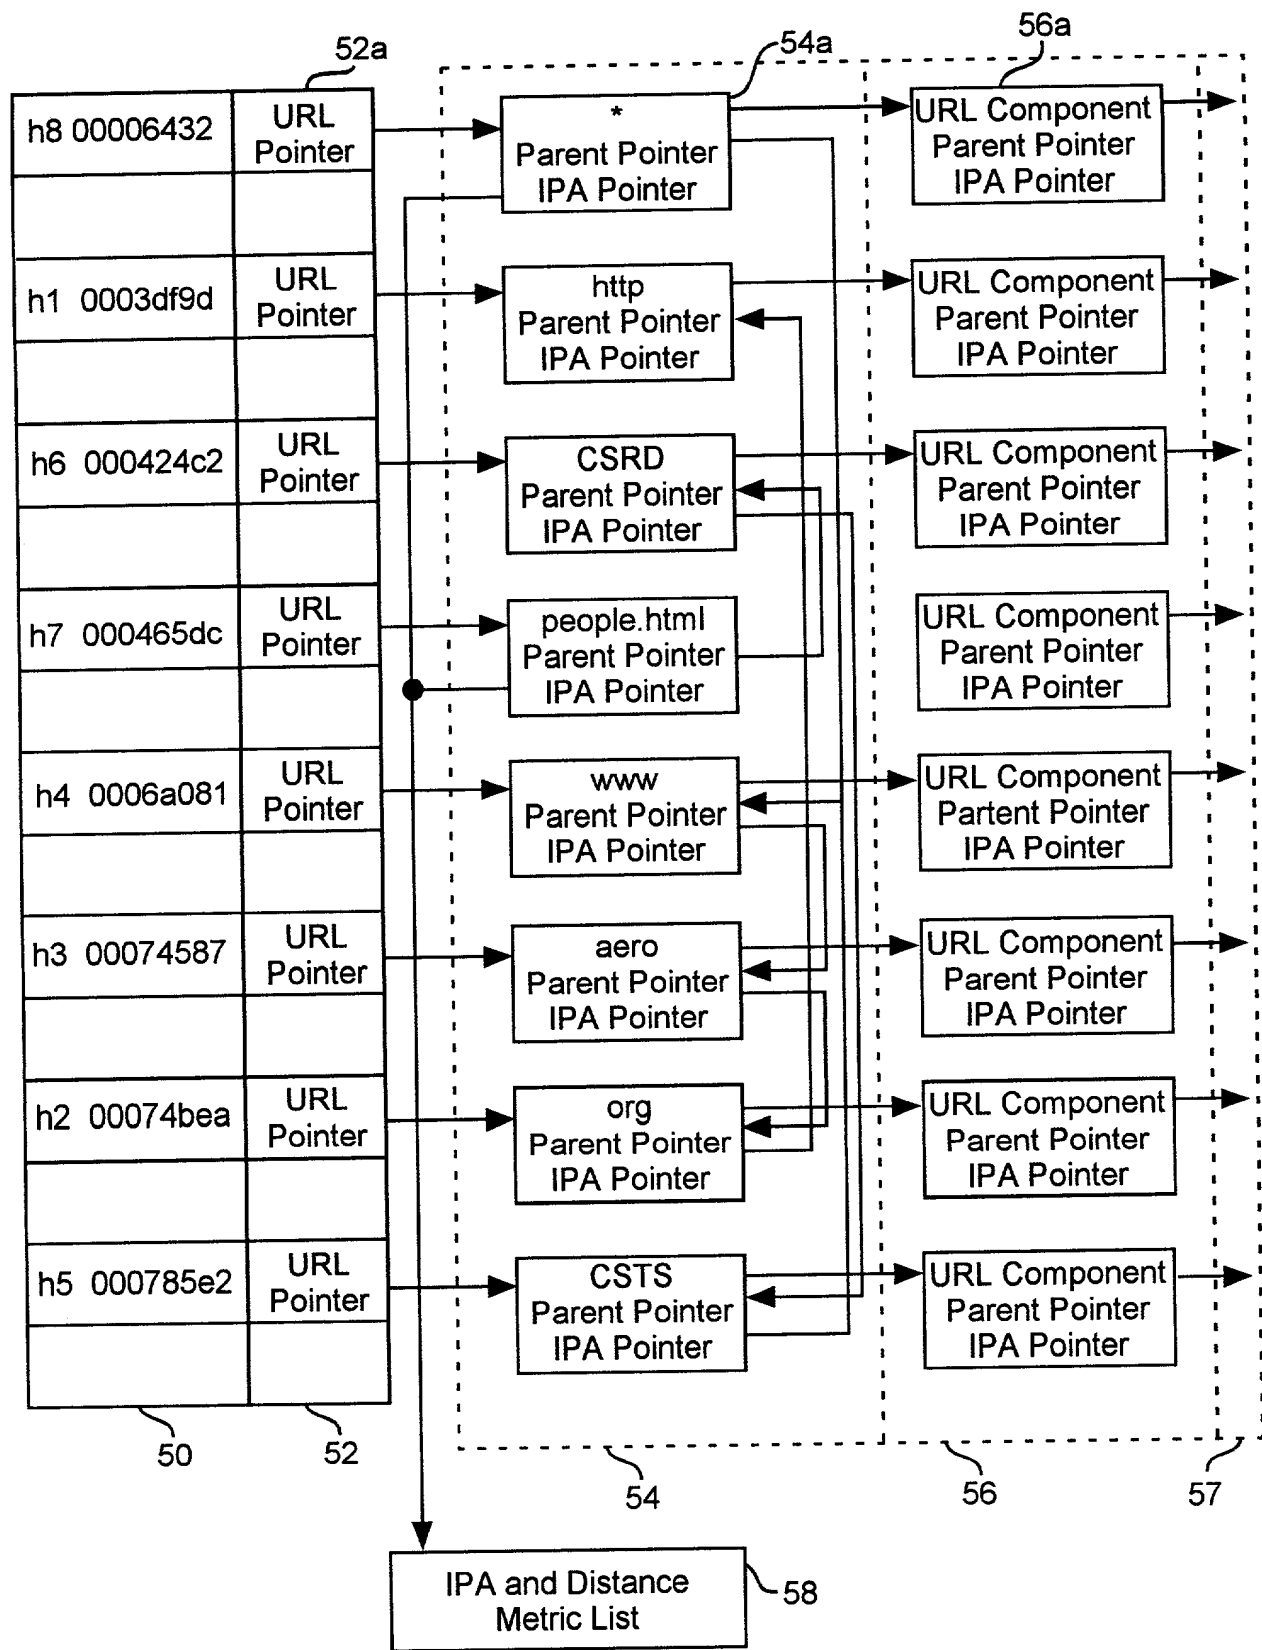 52a
54a
56a
h8 00006432
URL
Pointer
*
Parent Pointer
IPA Pointer
URL Component
Parent Pointer
IPA Pointer
h1 0003df9d
URL
Pointer
http
Parent Pointer
IPA Pointer
URL Component
Parent Pointer
IPA Pointer
h6 000424c2
URL
Pointer
CSRD
Parent Pointer
IPA Pointer
URL Component
Parent Pointer
IPA Pointer
h7 000465dc
URL
Pointer
people.html
Parent Pointer
IPA Pointer
URL Component
Parent Pointer
IPA Pointer
h4 0006a081
URL
Pointer
www
Parent Pointer
IPA Pointer
URL Component
Partent Pointer
IPA Pointer
h3 00074587
URL
Pointer
aero
Parent Pointer
IPA Pointer
URL Component
Parent Pointer
IPA Pointer
h2 00074bea
URL
Pointer
org
Parent Pointer
IPA Pointer
URL Component
Parent Pointer
IPA Pointer
h5 000785e2
URL
Pointer
CSTS
Parent Pointer
IPA Pointer
URL Component
Parent Pointer
IPA Pointer
50
52
54
56
57
IPA and Distance
Metric List
58